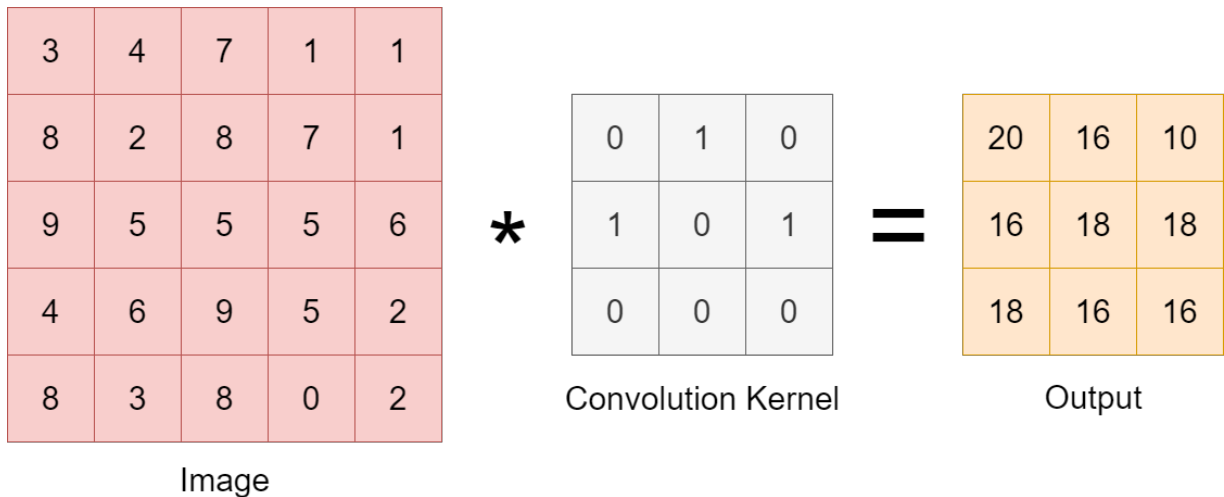 3 4 7 1 1
8 2 8 7 1 0 1 0 20 16 10
9 5 5 5 6 * 1 0 1 = 16 18 18
4 6 9 5 2 0 0 0 18 16 16
8 3 8 0 2 Convolution Kernel Output
Image